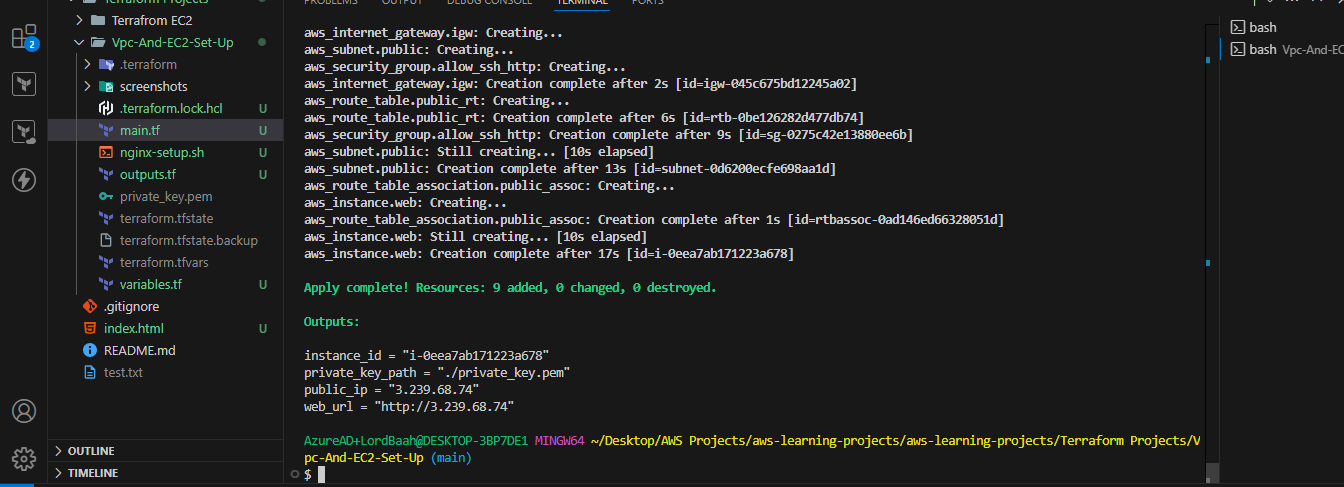 Terraform Projects
Terrafrom EC2
Vpc-And-EC2-Set-Up
.terraform
screenshots
.terraform.lock.hcl U
main.tf U
nginx-setup.sh U
outputs.tf U
private_key.pem
terraform.tfstate
terraform.tfstate.backup
terraform.tfvars
variables.tf U
.gitignore
index.html U
README.md
test.txt
OUTLINE
TIMELINE
2
PROBLEMS OUTPUT DEBUG CONSOLE TERMINAL PORTS
aws_internet_gateway.igw: Creating...
aws_subnet.public: Creating...
aws_security_group.allow_ssh_http: Creating...
aws_internet_gateway.igw: Creation complete after 2s [id=igw-045c675bd12245a02]
aws_route_table.public_rt: Creating...
aws_route_table.public_rt: Creation complete after 6s [id=rtb-0be126282d477db74]
aws_security_group.allow_ssh_http: Creation complete after 9s [id=sg-0275c42e13880ee6b]
aws_subnet.public: Still creating... [10s elapsed]
aws_subnet.public: Creation complete after 13s [id=subnet-0d6200ecfe698aa1d]
aws_route_table_association.public_assoc: Creating...
aws_instance.web: Creating...
aws_route_table_association.public_assoc: Creation complete after 1s [id=rtbassoc-0ad146ed66328051d]
aws_instance.web: Still creating... [10s elapsed]
aws_instance.web: Creation complete after 17s [id=i-0eea7ab171223a678]
Apply complete! Resources: 9 added, 0 changed, 0 destroyed.
Outputs:
instance_id = "i-0eea7ab171223a678"
private_key_path = "./private_key.pem"
public_ip = "3.239.68.74"
web_url = "http://3.239.68.74"
AzureAD+LordBaah@DESKTOP-3BP7DE1 MINGW64 ~/Desktop/AWS Projects/aws-learning-projects/aws-learning-projects/Terraform Projects/V
pc-And-EC2-Set-Up (main)
$
bash
bash Vpc-And-EC